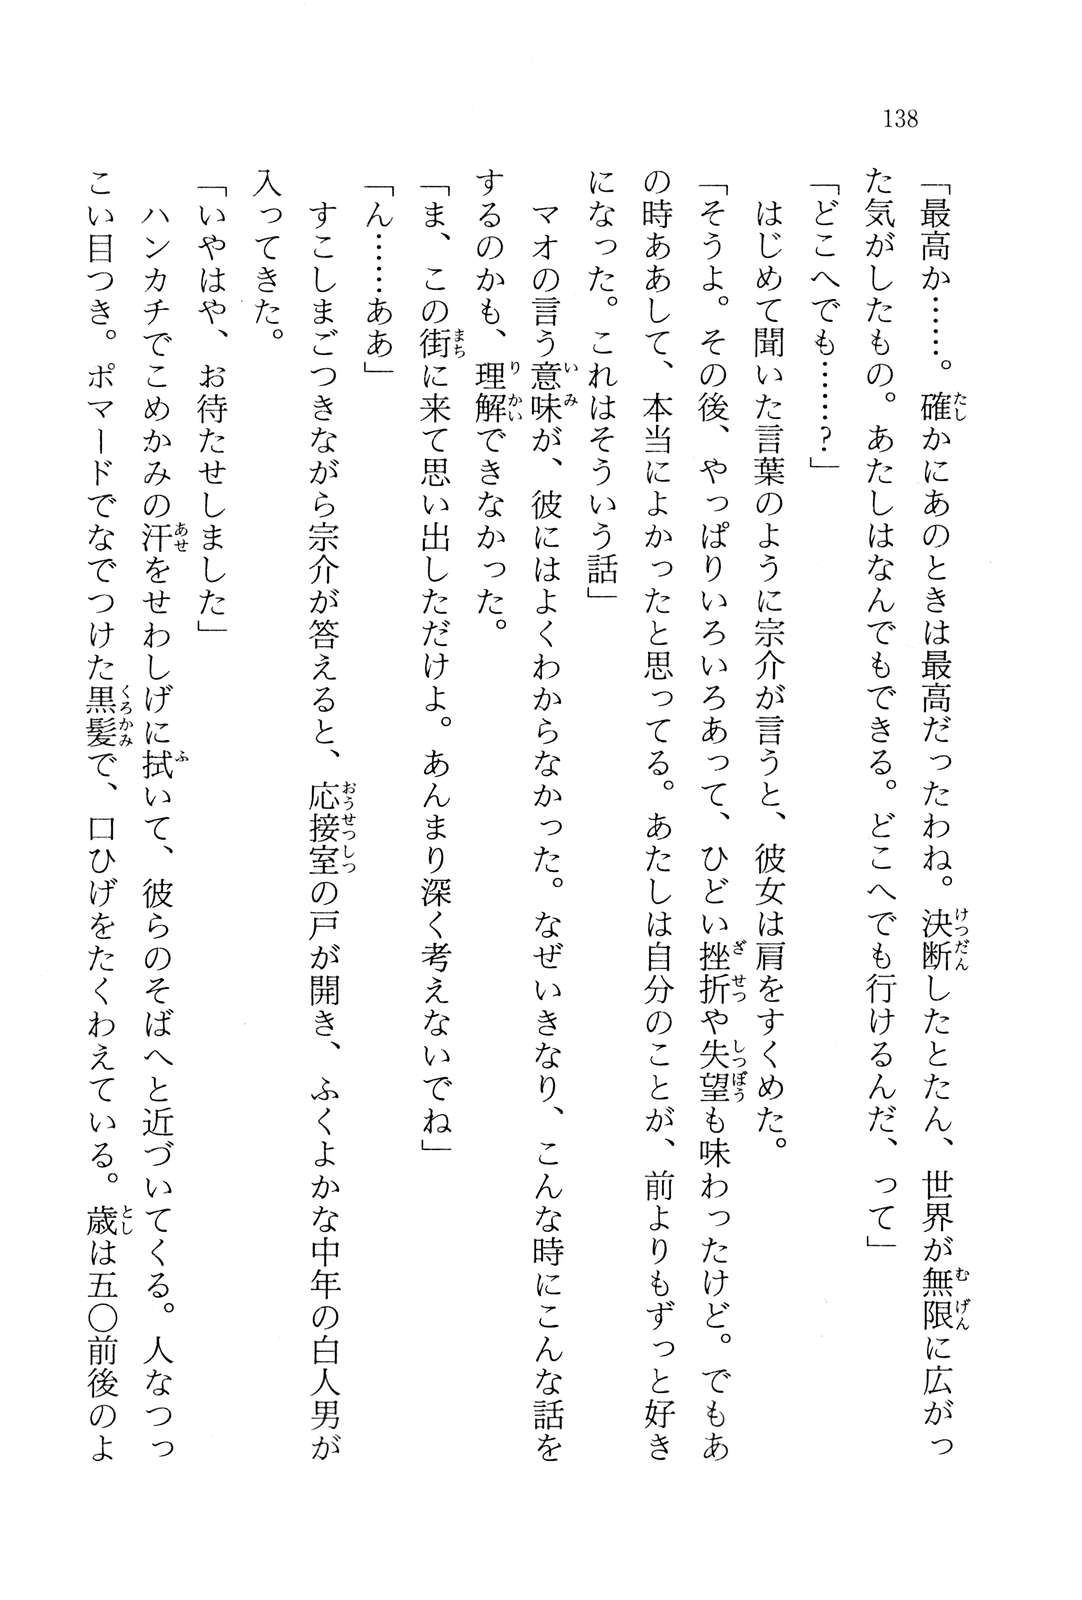 138
「最高か……。確かにあのときは最高だったわね。決断したとたん、世界が無限に広がっ
た気がしたもの。あたしはなんでもできる。どこへでも行けるんだ、って」
「どこへでも……?」
はじめて聞いた言葉のように宗介が言うと、彼女は肩をすくめた。
「そうよ。その後、やっぱりいろいろあって、ひどい挫折や失望も味わったけど。でもあ
の時ああして、本当によかったと思ってる。あたしは自分のことが、前よりもずっと好き
になった。これはそういう話」
マオの言う意味が、彼にはよくわからなかった。なぜいきなり、こんな時にこんな話を
するのかも、理解できなかった。
「ま、この街に来て思い出しただけよ。あんまり深く考えないでね」
「ん……ああ」
すこしまごつきながら宗介が答えると、応接室の戸が開き、ふくよかな中年の白人男が
入ってきた。
「いやはや、お待たせしました」
ハンカチでこめかみの汗をせわしげに拭いて、彼らのそばへと近づいてくる。人なつっ
こい目つき。ポマードでなでつけた黒髪で、口ひげをたくわえている。歳は五〇前後のよ